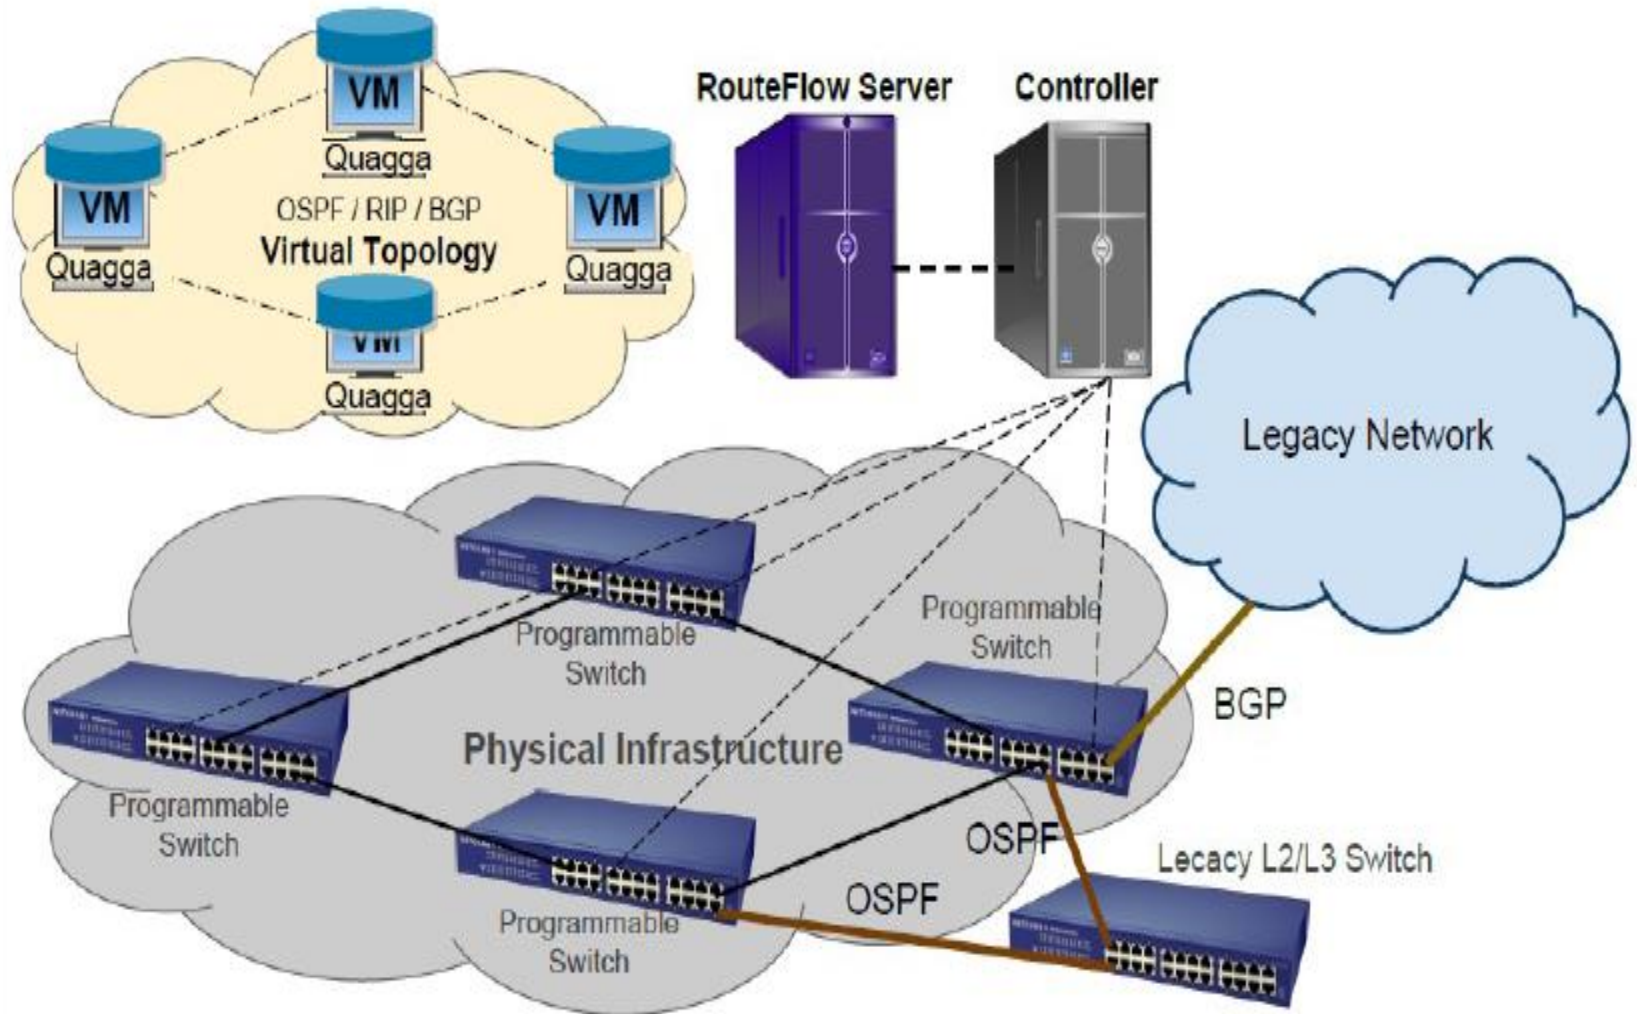 VM
Quagga
VM
Quagga
VM
Quagga
OSPF / RIP / BGP
Virtual Topology
VM
Quagga
RouteFlow Server
Controller
Legacy Network
Programmable
Switch
Programmable
Switch
BGP
Physical Infrastructure
Programmable
Switch
OSPF
Lecacy L2/L3 Switch
OSPF
Programmable
Switch